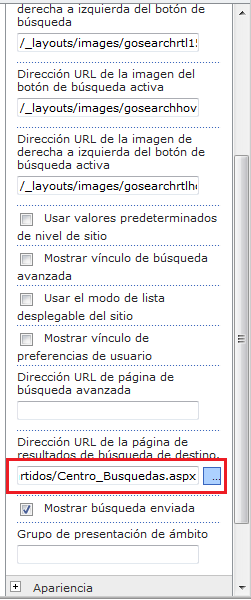 derecha a izquierda del botón de
búsqueda
/_layouts/images/gosearchrtl15
Dirección URL de la imagen del
botón de búsqueda activa
/_layouts/images/gosearchhov
Dirección URL de la imagen de
derecha a izquierda del botón de
búsqueda activa
/_layouts/images/gosearchrtlho
Usar valores predeterminados
de nivel de sitio
Mostrar vínculo de búsqueda
avanzada
Usar el modo de lista
desplegable del sitio
Mostrar vínculo de
preferencias de usuario
Dirección URL de página de
búsqueda avanzada
Dirección URL de la página de
resultados de búsqueda de destino.
rtidos/Centro_Busquedas.aspx
...
Mostrar búsqueda enviada
Grupo de presentación de ámbito
Apariencia